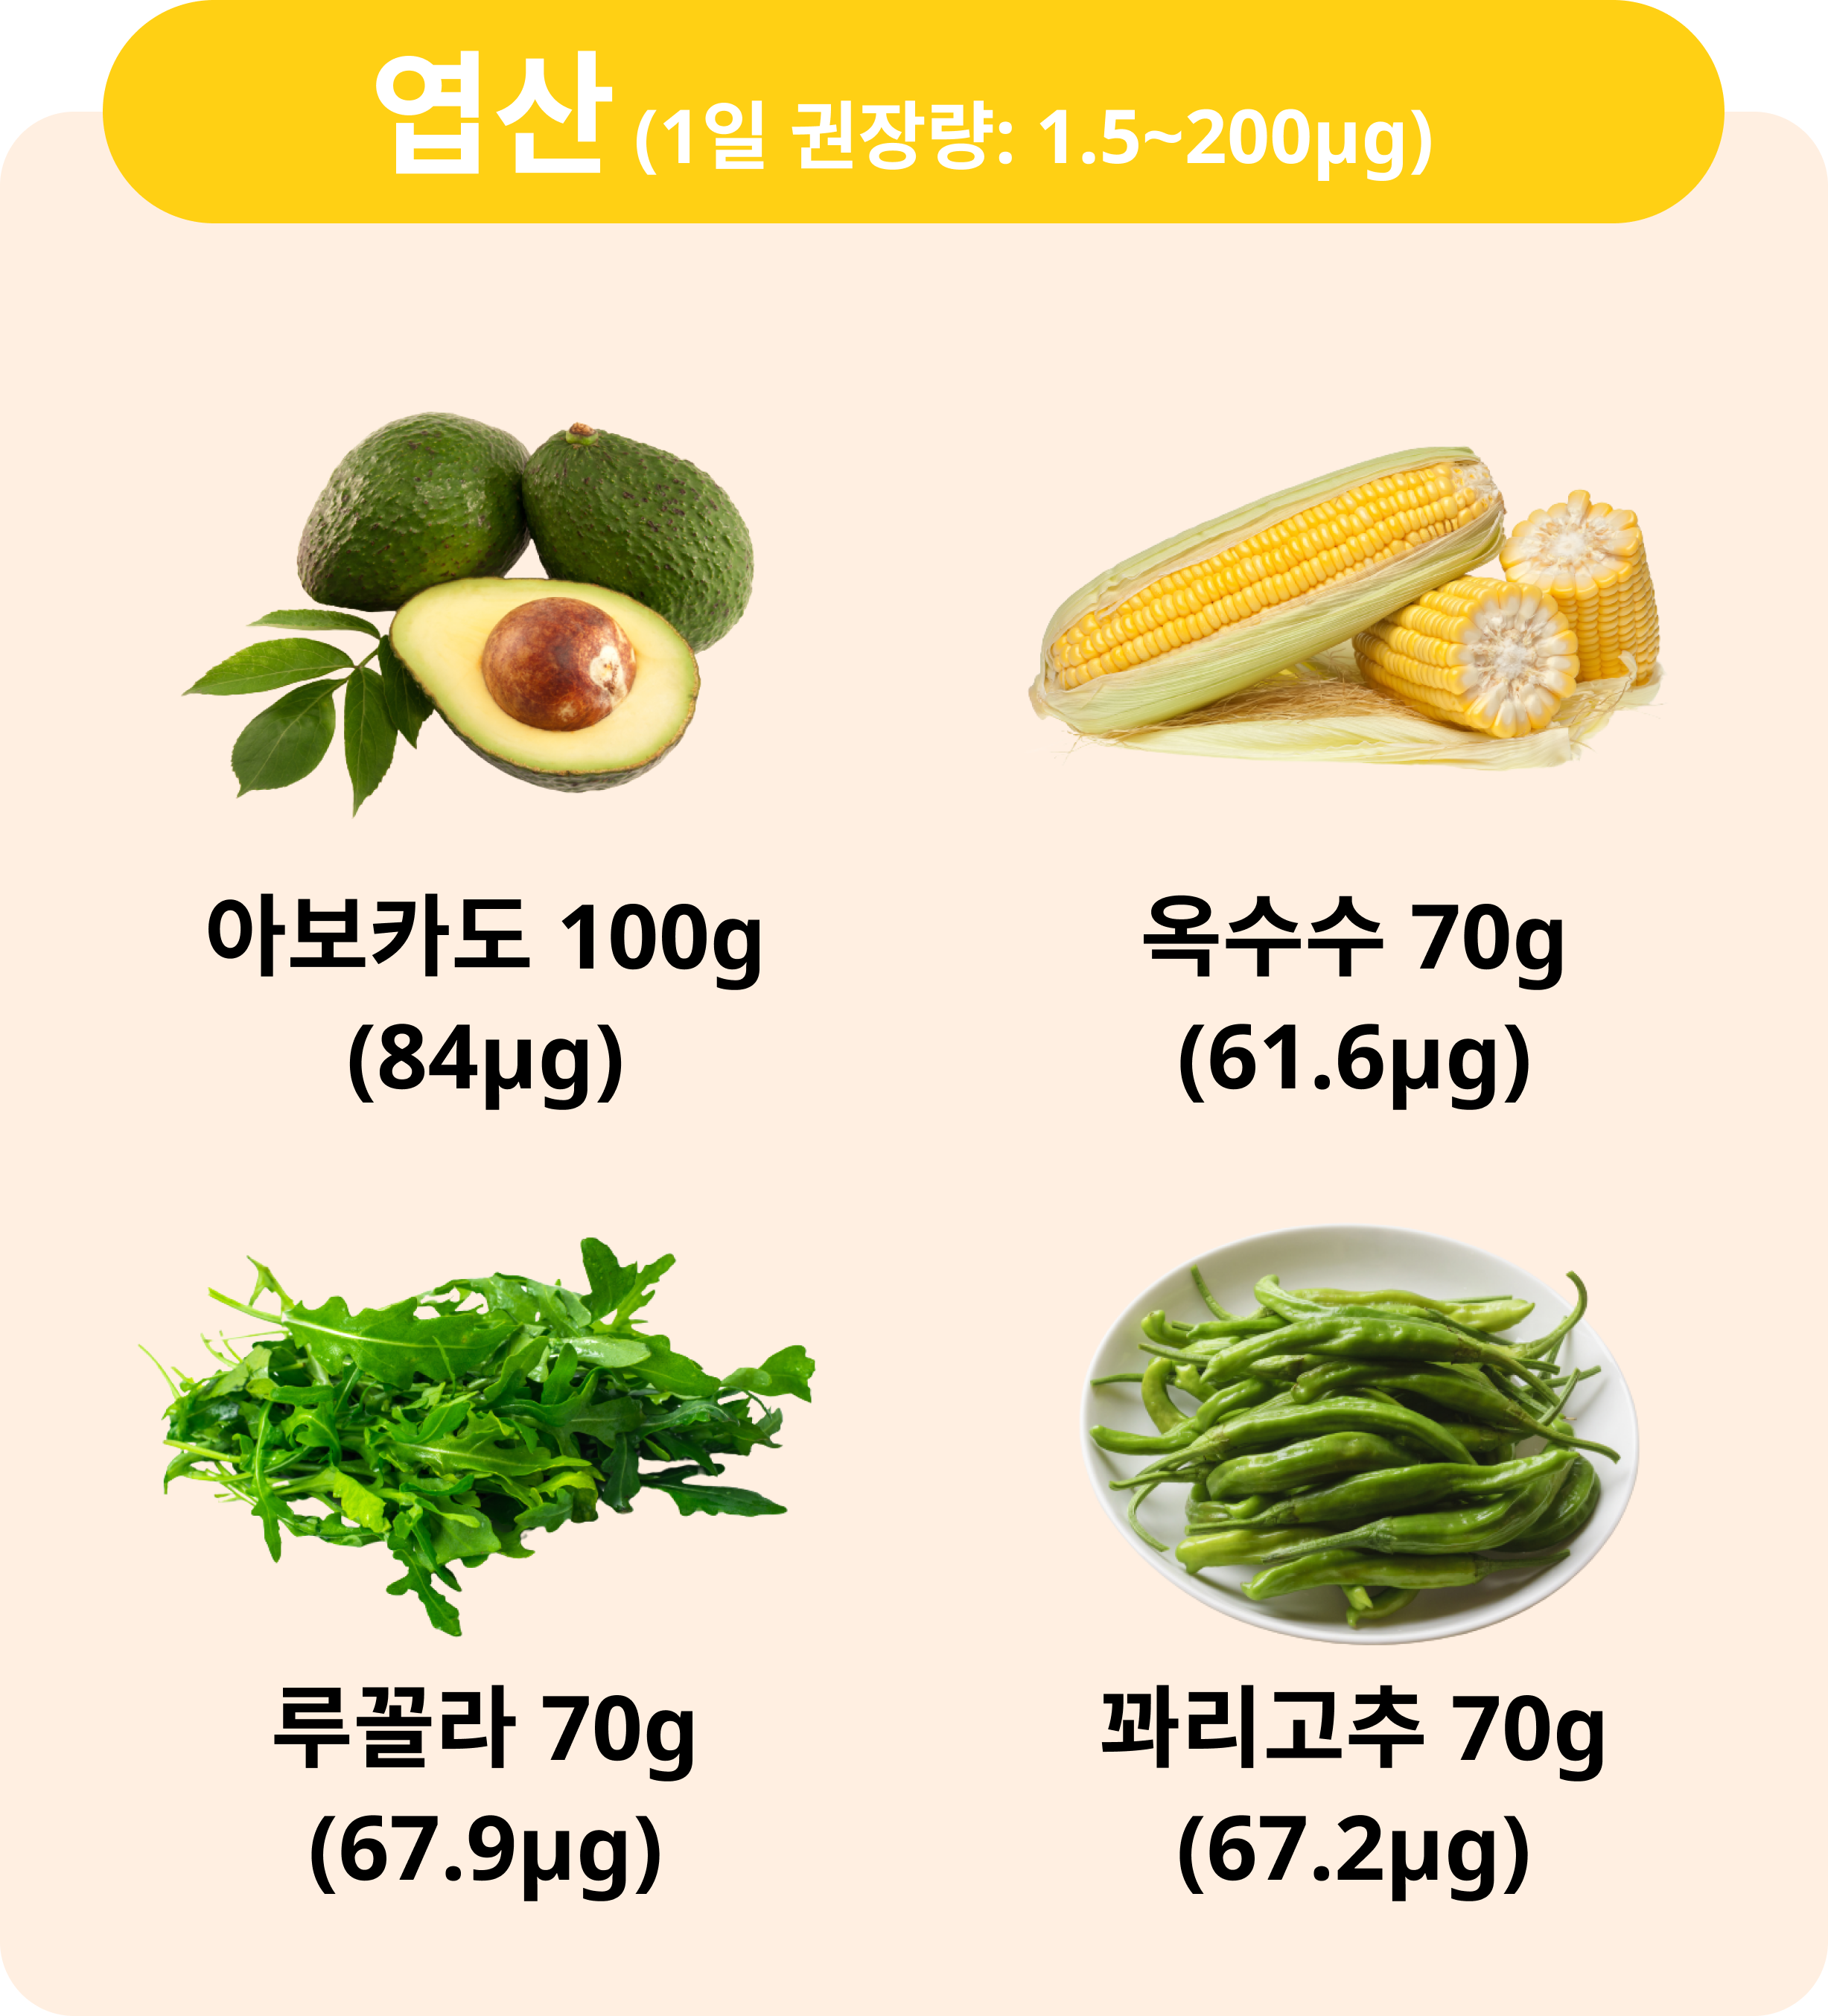 엽산 (1일 권장량: 1.5~200μg)
아보카도 100g
(84μg)
옥수수 70g
(61.6μg)
루꼴라 70g
(67.9μg)
꽈리고추 70g
(67.2μg)